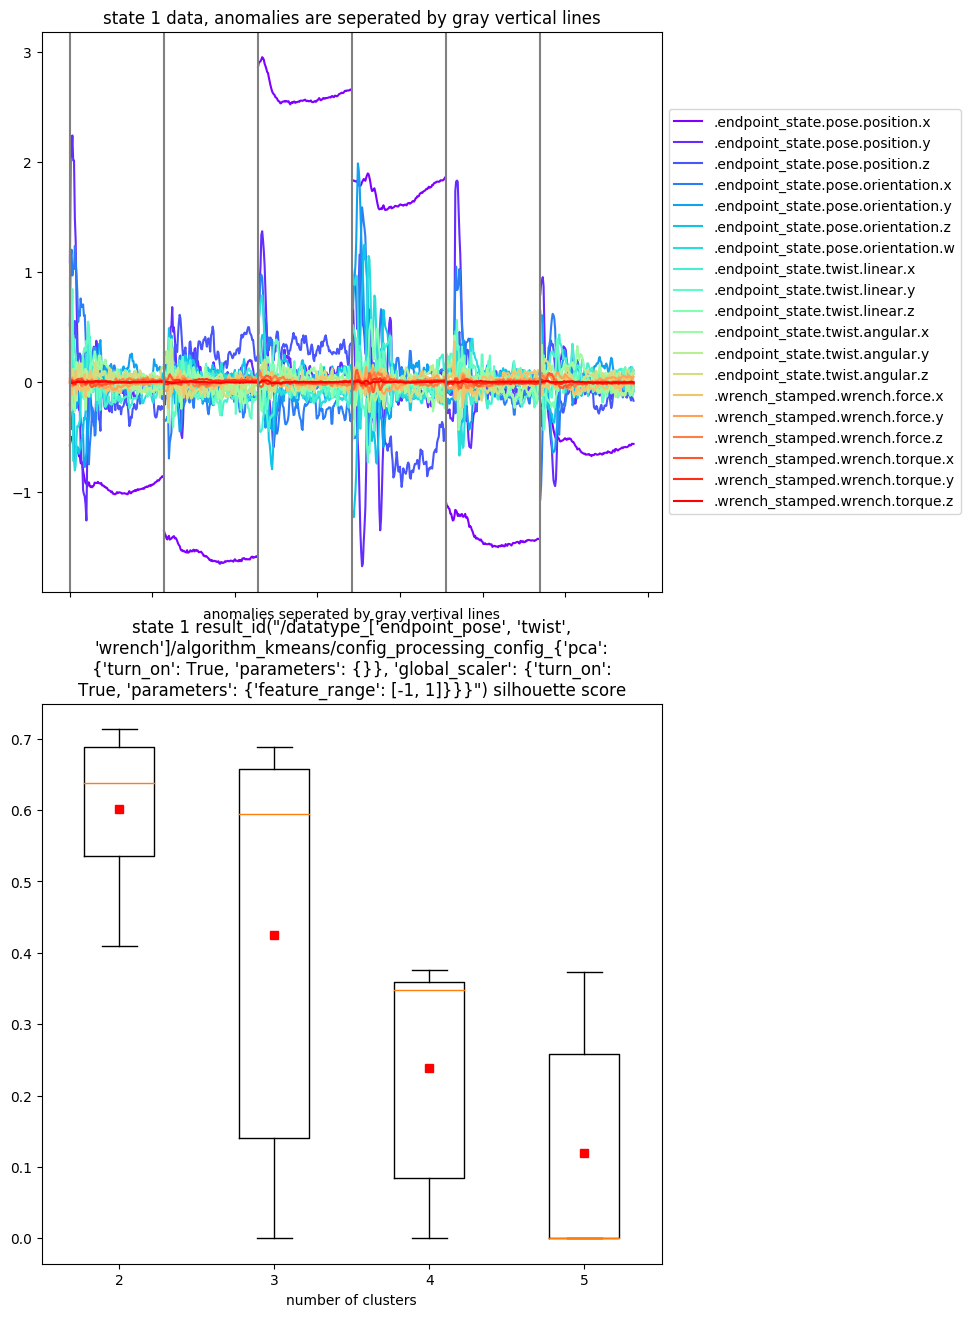 state 1 data, anomalies are seperated by gray vertical lines
3
2
1
0
−1
.endpoint_state.pose.position.x
.endpoint_state.pose.position.y
.endpoint_state.pose.position.z
.endpoint_state.pose.orientation.x
.endpoint_state.pose.orientation.y
.endpoint_state.pose.orientation.z
.endpoint_state.pose.orientation.w
.endpoint_state.twist.linear.x
.endpoint_state.twist.linear.y
.endpoint_state.twist.linear.z
.endpoint_state.twist.angular.x
.endpoint_state.twist.angular.y
.endpoint_state.twist.angular.z
.wrench_stamped.wrench.force.x
.wrench_stamped.wrench.force.y
.wrench_stamped.wrench.force.z
.wrench_stamped.wrench.torque.x
.wrench_stamped.wrench.torque.y
.wrench_stamped.wrench.torque.z
anomalies seperated by gray vertival lines
state 1 result_id("/datatype_['endpoint_pose', 'twist',
'wrench']/algorithm_kmeans/config_processing_config_{'pca':
{'turn_on': True, 'parameters': {}}, 'global_scaler': {'turn_on':
True, 'parameters': {'feature_range': [-1, 1]}}}") silhouette score
0.7
0.6
0.5
0.4
0.3
0.2
0.1
0.0
2 3 4 5
number of clusters